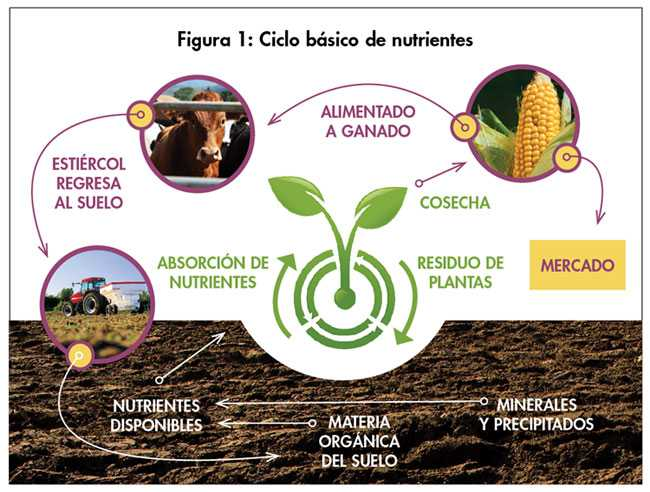 Figura 1: Ciclo básico de nutrientes
ALIMENTADO
A GANADO
ESTIÉRCOL
REGRESA
AL SUELO
COSECHA
ABSORCIÓN DE
NUTRIENTES
RESIDUO DE
PLANTAS
MERCADO
NUTRIENTES
DISPONIBLES
MATERIA
ORGÁNICA
DEL SUELO
MINERALES
Y PRECIPITADOS